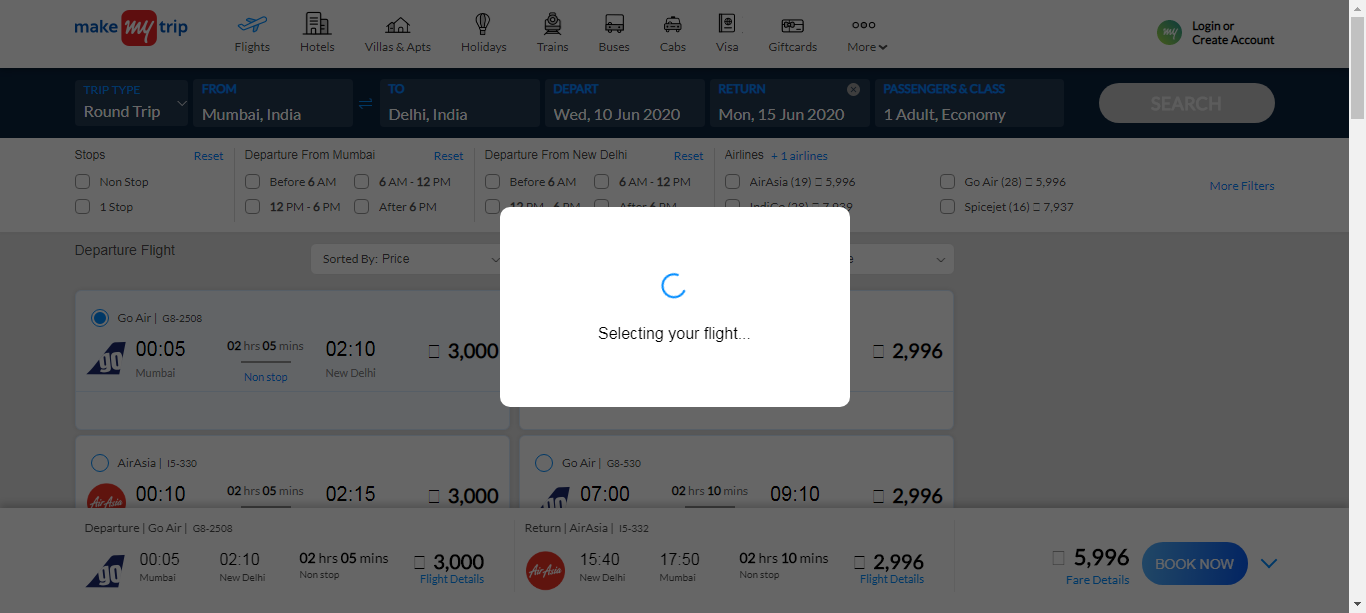 make my trip
Flights Hotels Villas & Apts Holidays Trains Buses Cabs Visa Giftcards More
Login or
Create Account
my
TRIP TYPE FROM TO DEPART RETURN PASSENGERS & CLASS
Round Trip Mumbai, India Delhi, India Wed, 10 Jun 2020 Mon, 15 Jun 2020 1 Adult, Economy
SEARCH
Stops Reset Departure From Mumbai Reset Departure From New Delhi Reset Airlines + 1 airlines
Non Stop Before 6 AM 6 AM - 12 PM Before 6 AM 6 AM - 12 PM AirAsia (19) 5,996 Go Air (28) 5,996
More Filters
1 Stop 12 PM - 6 PM After 6 PM 12 PM - 6 PM After 6 PM IndiGo (28) 7,939 Spicejet (16) 7,937
Departure Flight
Sorted By: Price
Go Air | G8-2508
00:05 02 hrs 05 mins 02:10 3,000 2,996
Mumbai Non stop New Delhi
Selecting your flight...
AirAsia | I5-330 Go Air | G8-530
AirAsia 00:10 02 hrs 05 mins 02:15 3,000 07:00 02 hrs 10 mins 09:10 2,996
Departure | Go Air | G8-2508 Return | AirAsia | I5-332
go 00:05 02:10 02 hrs 05 mins 3,000 AirAsia 15:40 17:50 02 hrs 10 mins 2,996 5,996 BOOK NOW
Mumbai New Delhi Non stop Flight Details New Delhi Mumbai Non stop Flight Details Fare Details